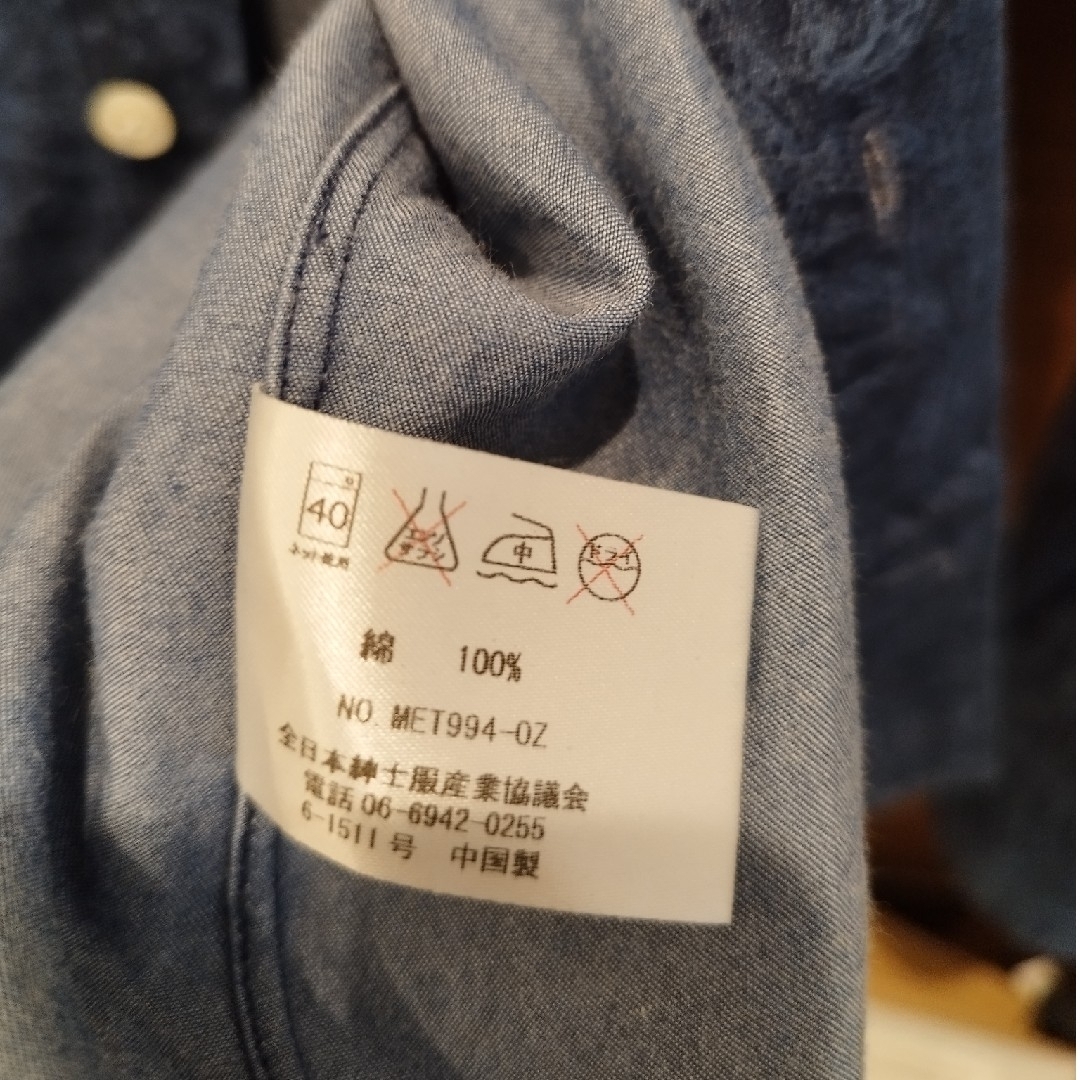 40
ネット使用
エンソ
サラシ
中
ドライ
綿 100%
NO. MET994-OZ
全日本紳士服産業協議会
電話 06-6942-0255
6-1511号 中国製